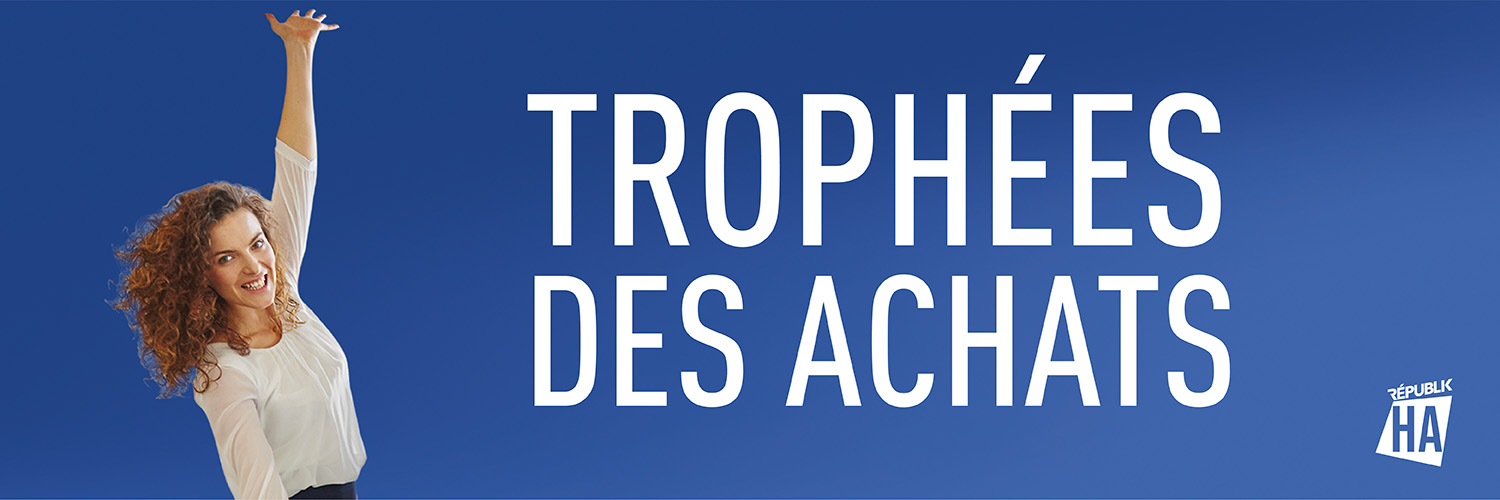 TROPHÉES
DES ACHATS
RÉPUBLIK
HA